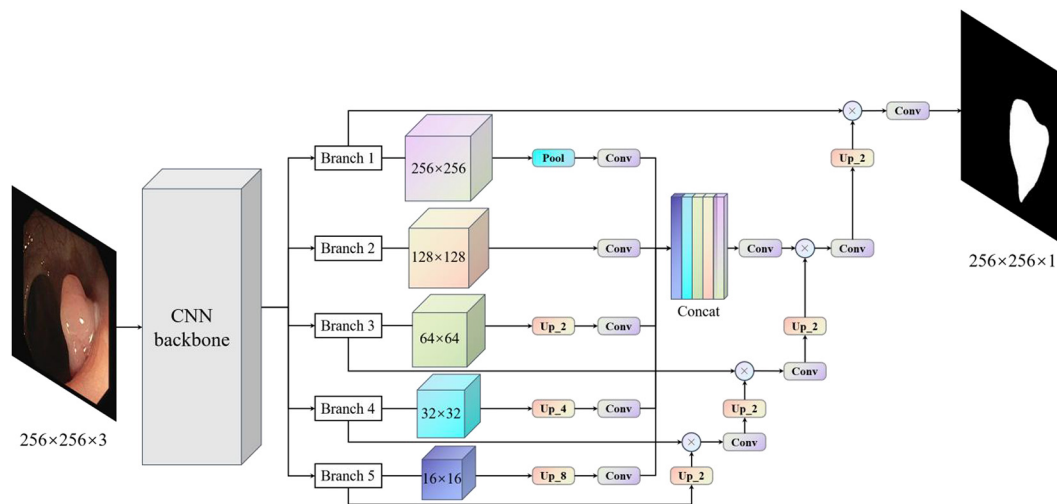 Conv
Up_2
256×256×1
Branch 1
256×256
Pool
Conv
Branch 2
128×128
Conv
Conv
Conv
Concat
CNN
backbone
Up_2
Branch 3
64×64
Up_2
Conv
Conv
Up_2
Branch 4
32×32
Up_4
Conv
Conv
256×256×3
Branch 5
16×16
Up_8
Conv
Up_2